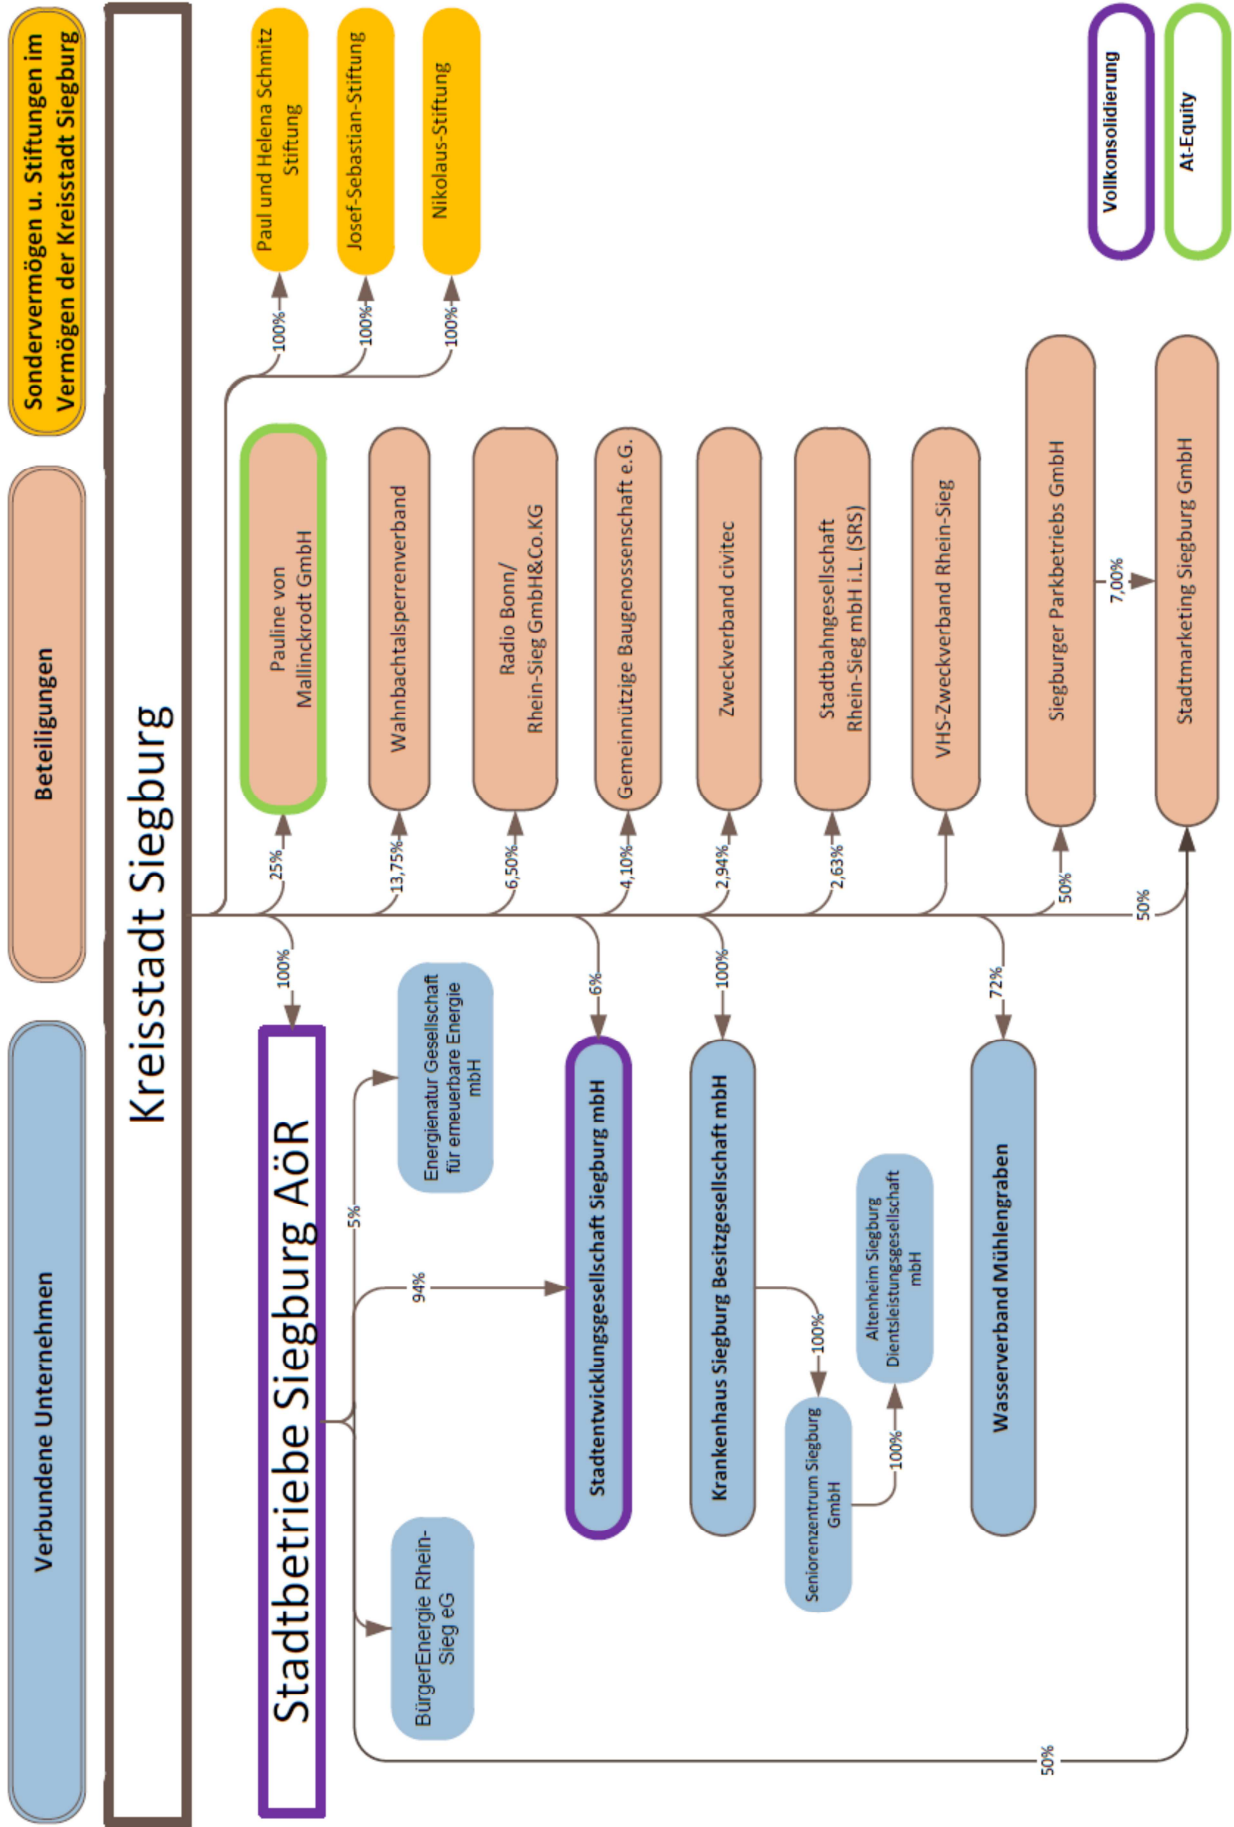 Verbundene Unternehmen
Beteiligungen
Sondervermögen u. Stiftungen im
Vermögen der Kreisstadt Siegburg
Kreisstadt Siegburg
100%
25%
100%
Stadtbetriebe Siegburg AöR
Pauline von
Mallinckrodt GmbH
Paul und Helena Schmitz
Stiftung
100%
Josef-Sebastian-Stiftung
100%
Nikolaus-Stiftung
5%
13,75%
Wahnbachtalsperrenverband
BürgerEnergie Rhein-
Sieg eG
Energienatur Gesellschaft
für erneuerbare Energie
mbH
94%
6,50%
Radio Bonn/
Rhein-Sieg GmbH&Co.KG
6%
4,10%
Stadtentwicklungsgesellschaft Siegburg mbH
Gemeinnützige Baugenossenschaft e.G.
100%
2,94%
Krankenhaus Siegburg Besitzgesellschaft mbH
Zweckverband civitec
100%
2,63%
Seniorenzentrum Siegburg
GmbH
Stadtbahngesellschaft
Rhein-Sieg mbH i.L. (SRS)
100%
Altenheim Siegburg
Dientsleistungsgesellschaft
mbH
VHS-Zweckverband Rhein-Sieg
72%
Wasserverband Mühlengraben
50%
50%
Siegburger Parkbetriebs GmbH
7,00%
50%
Stadtmarketing Siegburg GmbH
Vollkonsolidierung
At-Equity